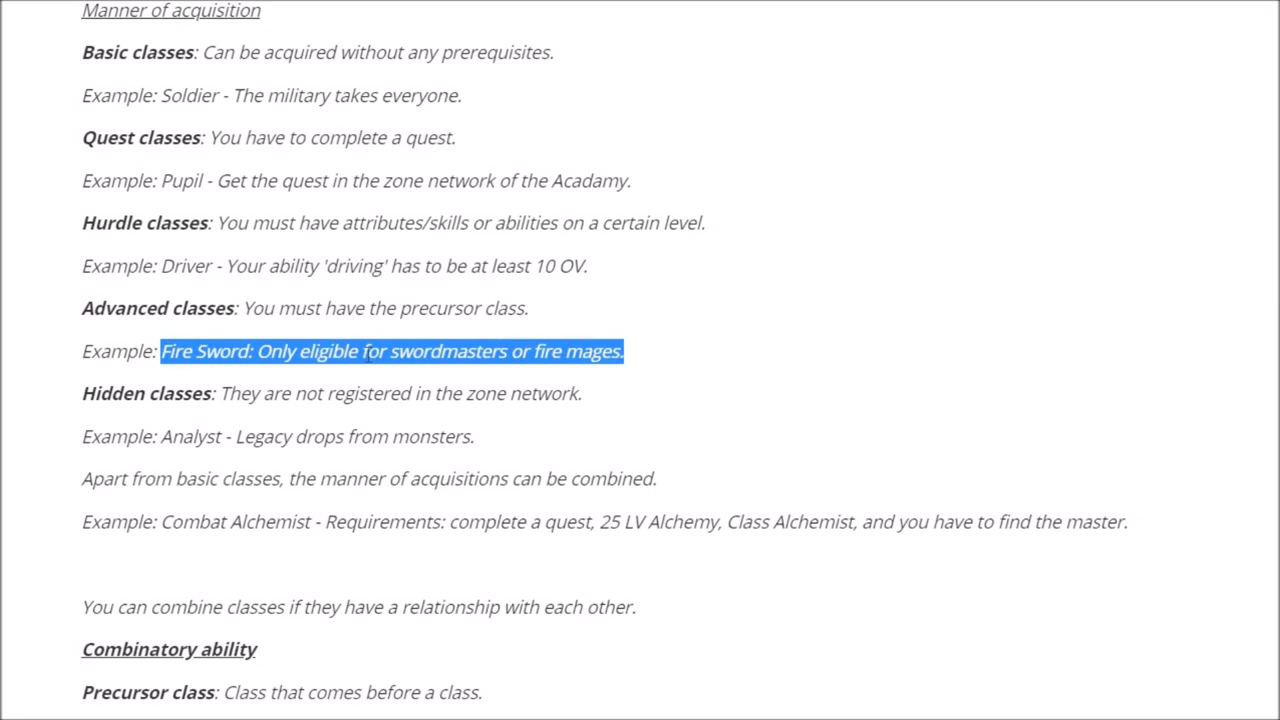 Manner of acquisition
Basic classes: Can be acquired without any prerequisites.
Example: Soldier - The military takes everyone.
Quest classes: You have to complete a quest.
Example: Pupil - Get the quest in the zone network of the Acadamy.
Hurdle classes: You must have attributes/skills or abilities on a certain level.
Example: Driver - Your ability 'driving' has to be at least 10 OV.
Advanced classes: You must have the precursor class.
Example: Fire Sword: Only eligible for swordmasters or fire mages.
Hidden classes: They are not registered in the zone network.
Example: Analyst - Legacy drops from monsters.
Apart from basic classes, the manner of acquisitions can be combined.
Example: Combat Alchemist - Requirements: complete a quest, 25 LV Alchemy, Class Alchemist, and you have to find the master.
You can combine classes if they have a relationship with each other.
Combinatory ability
Precursor class: Class that comes before a class.